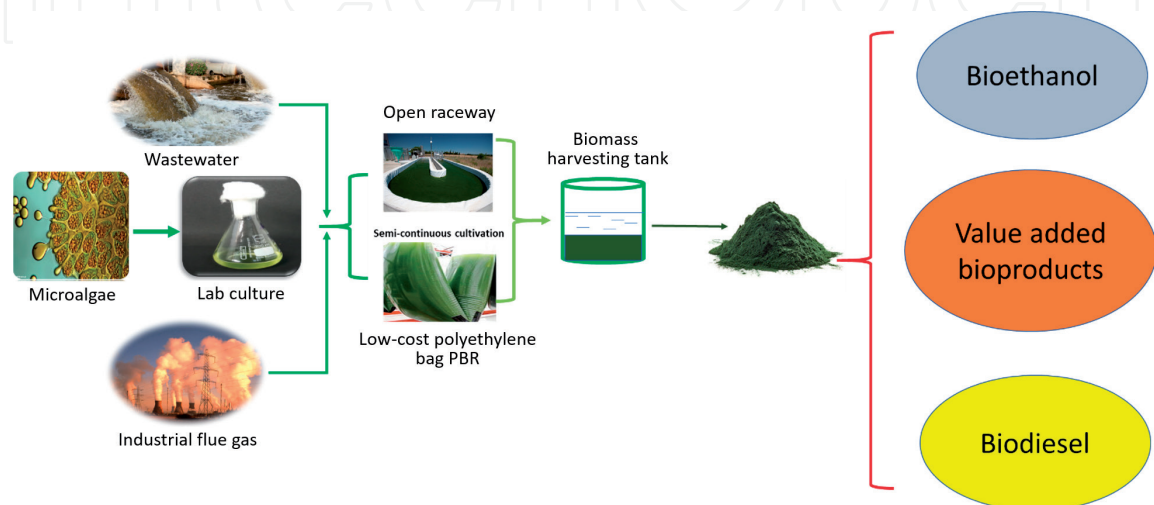 Wastewater
Microalgae
Lab culture
Industrial flue gas
Open raceway
Semi-continuous cultivation
Low-cost polyethylene
bag PBR
Biomass
harvesting tank
Bioethanol
Value added
bioproducts
Biodiesel